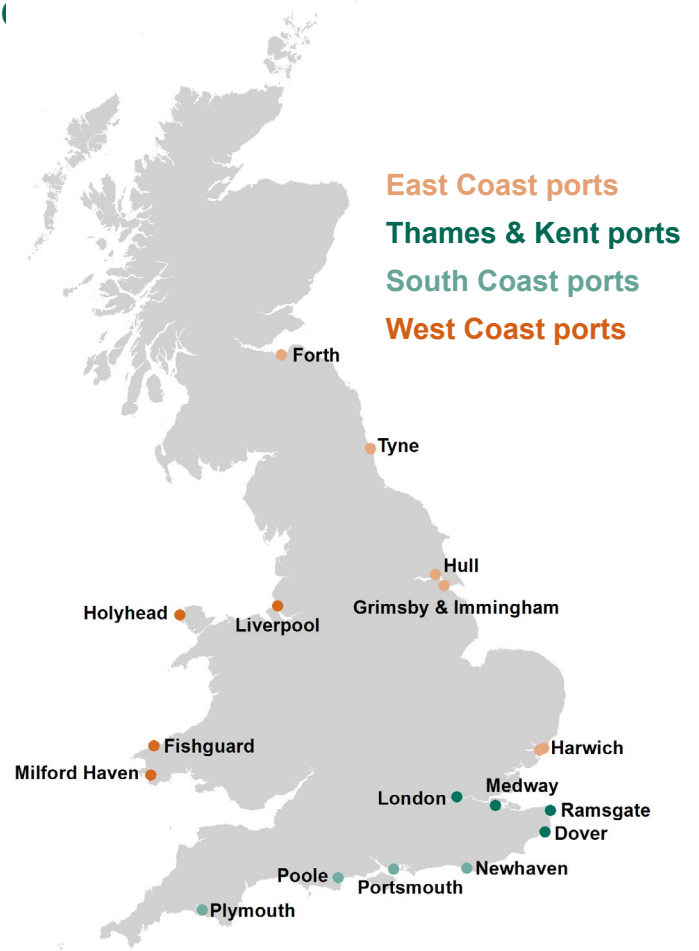 East Coast ports
Thames & Kent ports
South Coast ports
West Coast ports
Forth
Tyne
Hull
Grimsby & Immingham
Holyhead
Liverpool
Fishguard
Harwich
Milford Haven
Medway
London
Ramsgate
Dover
Newhaven
Poole
Portsmouth
Plymouth